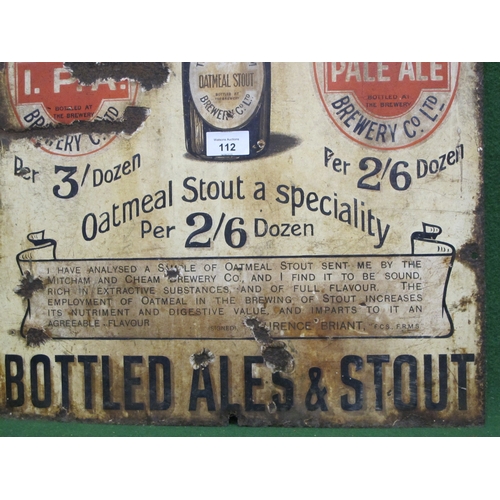 I. P. A.
BOTTLED AT
THE BREWERY
BREWERY CO. LTD
Per 3/ Dozen
OATMEAL STOUT
BOTTLED BY
BREWERY CO. LTD
112
PALE ALE
BOTTLED AT
THE BREWERY
BREWERY CO. LTD
Per 2/6 Dozen
Oatmeal Stout a speciality
Per 2/6 Dozen
I HAVE ANALYSED A SAMPLE OF OATMEAL STOUT SENT ME BY THE
MITCHAM AND CHEAM BREWERY CO., AND I FIND IT TO BE SOUND,
RICH IN EXTRACTIVE SUBSTANCES, AND OF FULL FLAVOUR. THE
EMPLOYMENT OF OATMEAL IN THE BREWING OF STOUT INCREASES
ITS NUTRIMENT AND DIGESTIVE VALUE, AND IMPARTS TO IT AN
AGREEABLE FLAVOUR
URENCE BRIANT, F.C.S. F.R.M.S.
BOTTLED ALES & STOUT